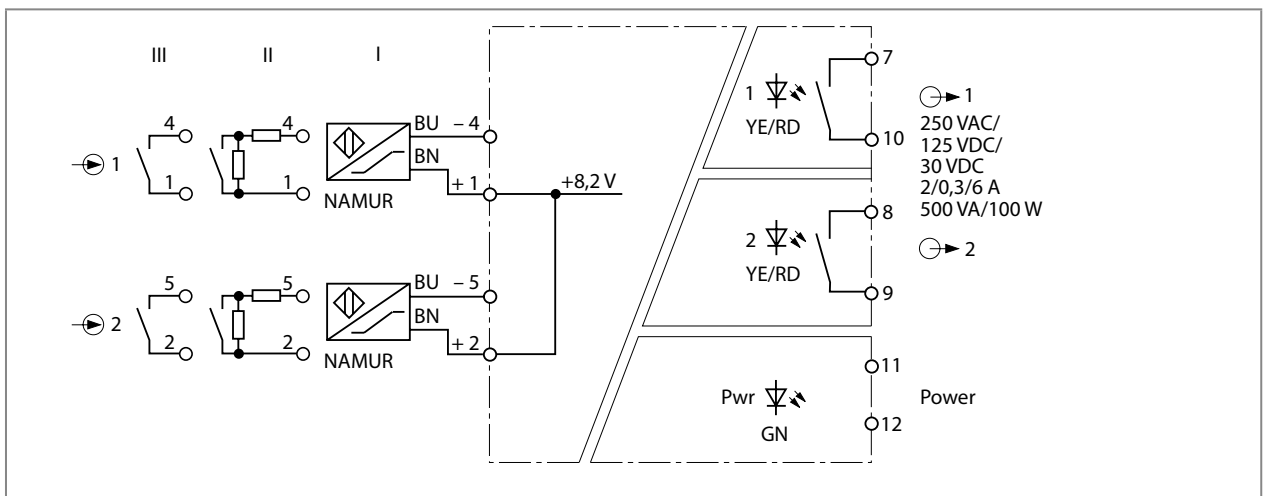 III
II
I
1
4
1
4
1
BU
– 4
BN
+ 1
NAMUR
2
5
2
5
2
BU
– 5
BN
+ 2
NAMUR
+8,2 V
1
YE/RD
7
10
2
YE/RD
8
9
Pwr
GN
11
12
1
250 VAC/
125 VDC/
30 VDC
2/0,3/6 A
500 VA/100 W
2
Power